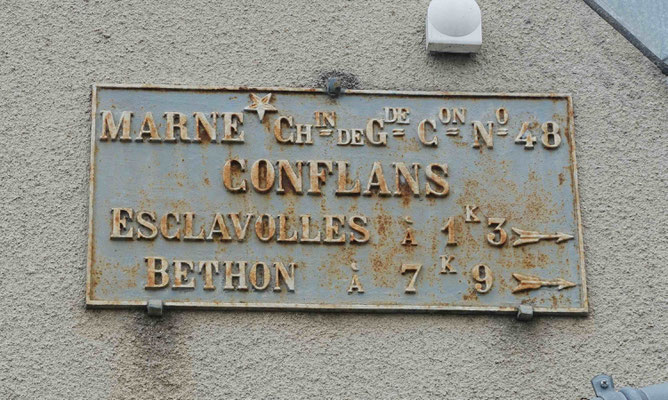 MARNE CHIN DE GDE CON NO 48
CONFLANS
ESCLAVOLLES À 1K3
BETHON À 7K9